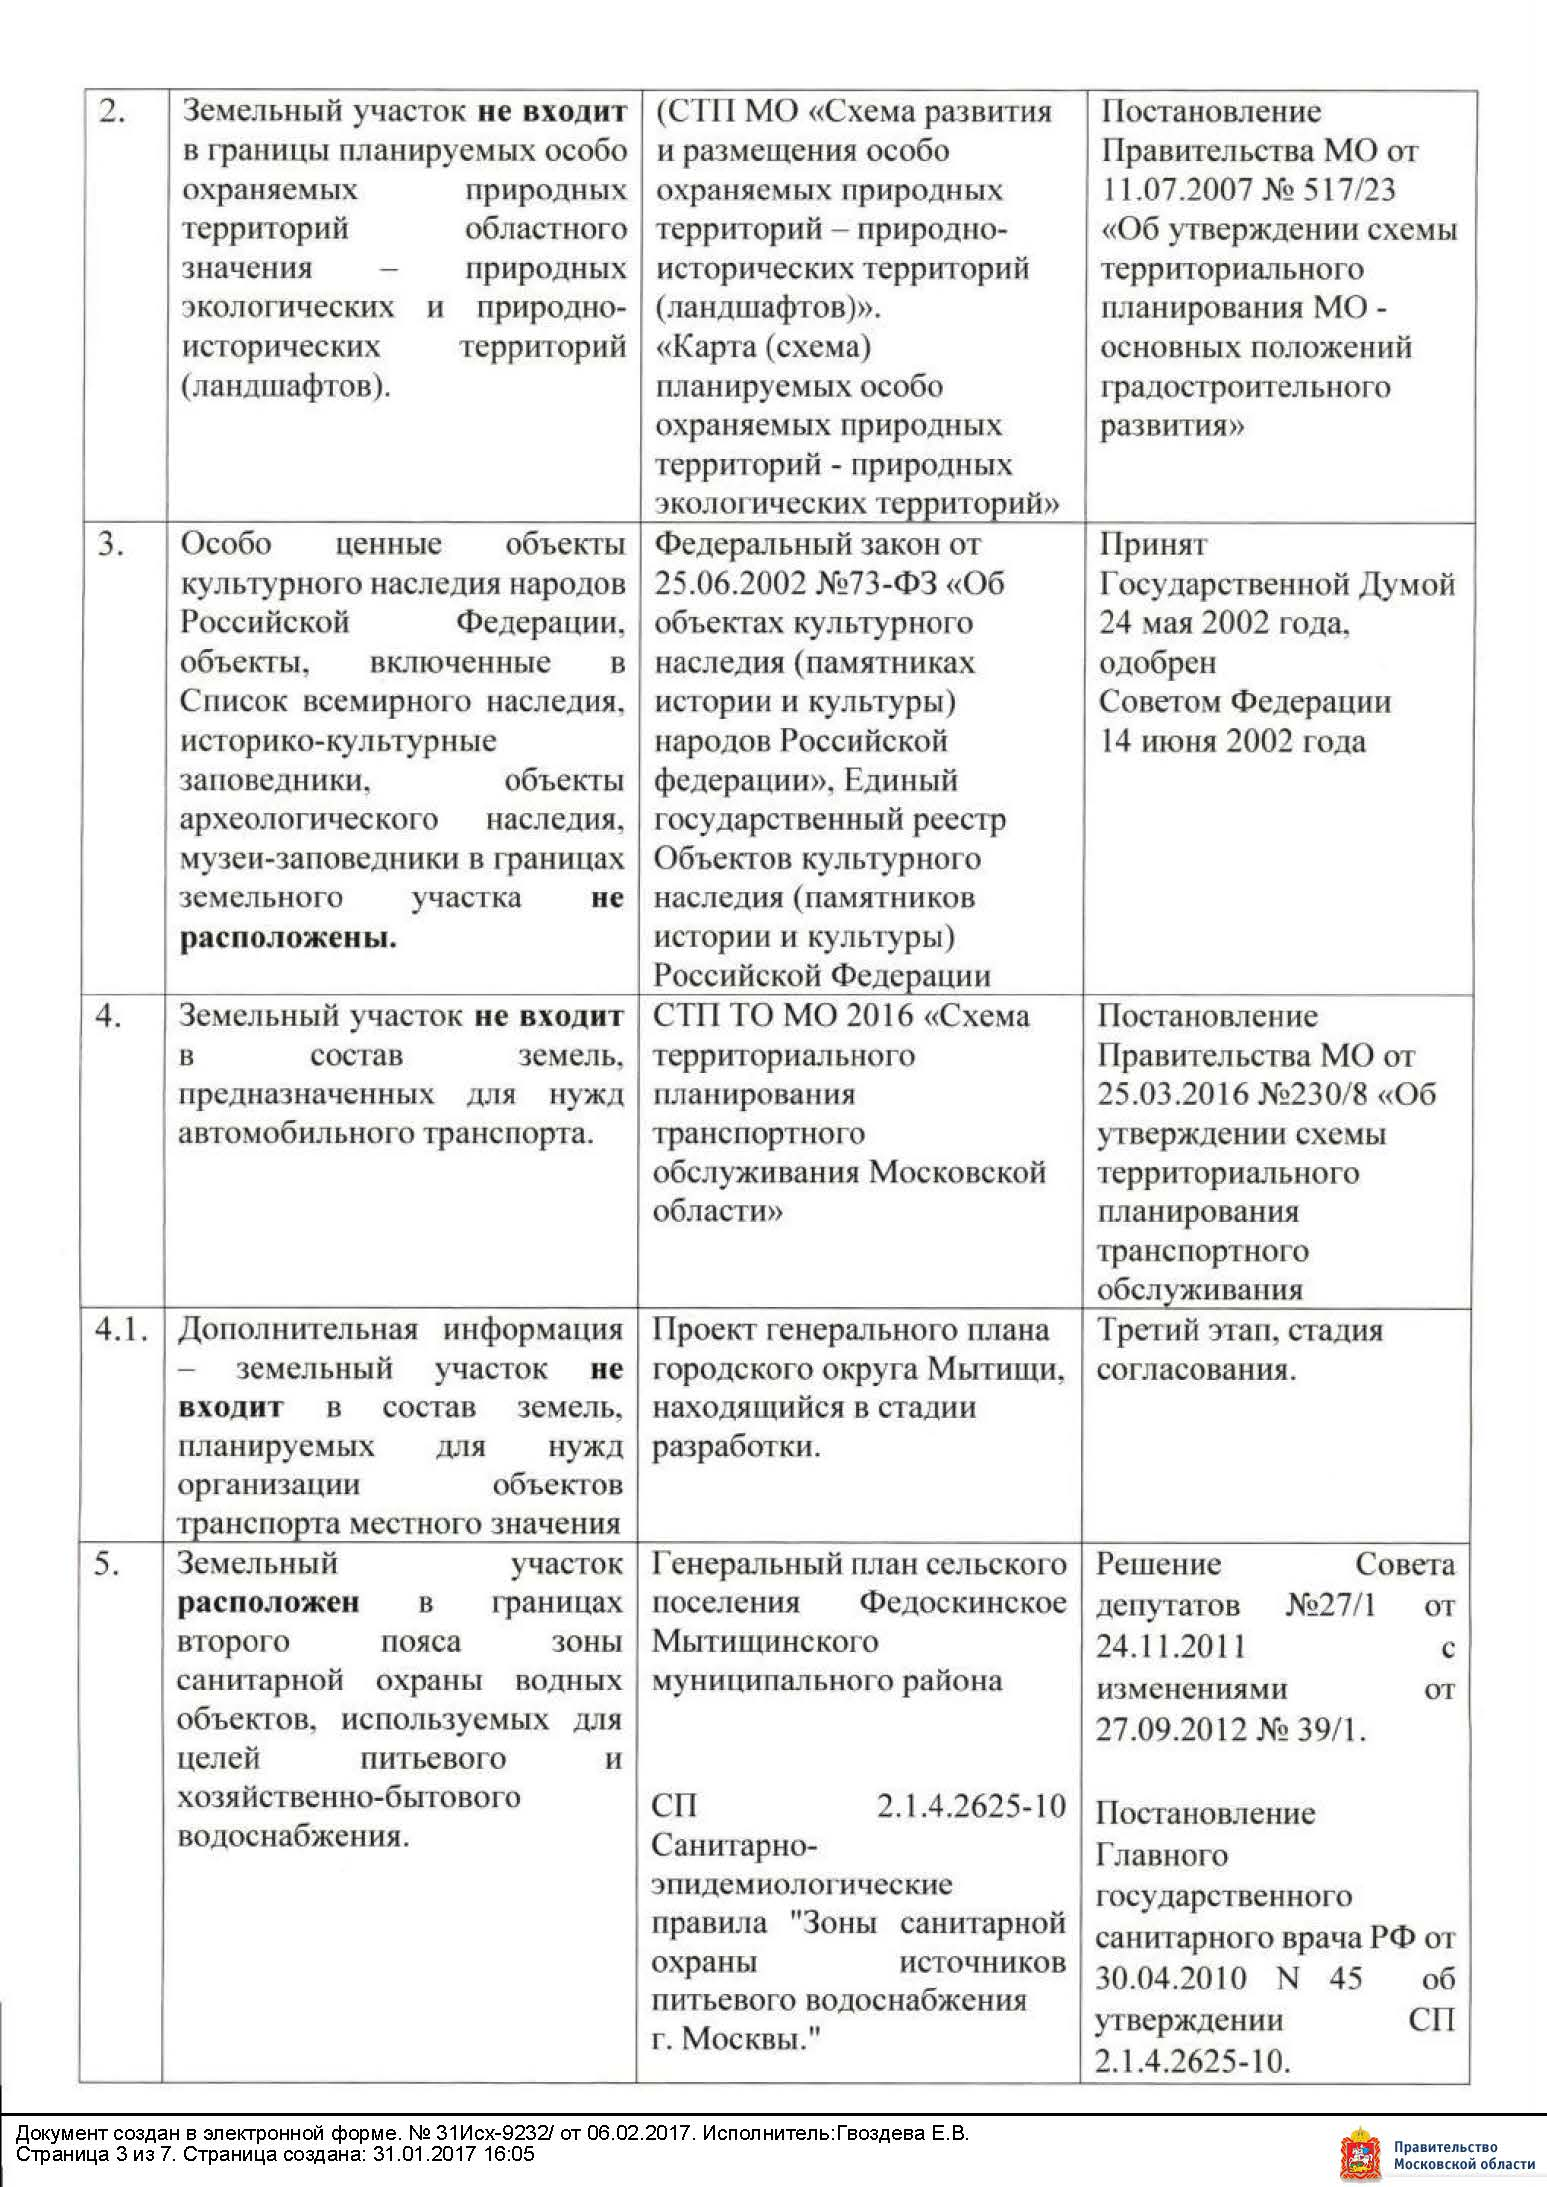 2.
Земельный участок не входит
в границы планируемых особо
охраняемых природных
территорий областного
значения – природных
экологических и природно-
исторических территорий
(ландшафтов).
(СТП МО «Схема развития
и размещения особо
охраняемых природных
территорий – природно-
исторических территорий
(ландшафтов)».
«Карта (схема)
планируемых особо
охраняемых природных
территорий - природных
экологических территорий»
Постановление
Правительства МО от
11.07.2007 № 517/23
«Об утверждении схемы
территориального
планирования МО -
основных положений
градостроительного
развития»
3.
Особо ценные объекты
культурного наследия народов
Российской Федерации,
объекты, включенные в
Список всемирного наследия,
историко-культурные
заповедники, объекты
археологического наследия,
музеи-заповедники в границах
земельного участка не
расположены.
Федеральный закон от
25.06.2002 №73-ФЗ «Об
объектах культурного
наследия (памятниках
истории и культуры)
народов Российской
федерации», Единый
государственный реестр
Объектов культурного
наследия (памятников
истории и культуры)
Российской Федерации
Принят
Государственной Думой
24 мая 2002 года,
одобрен
Советом Федерации
14 июня 2002 года
4.
Земельный участок не входит
в состав земель,
предназначенных для нужд
автомобильного транспорта.
СТП ТО МО 2016 «Схема
территориального
планирования
транспортного
обслуживания Московской
области»
Постановление
Правительства МО от
25.03.2016 №230/8 «Об
утверждении схемы
территориального
планирования
транспортного
обслуживания
4.1.
Дополнительная информация
– земельный участок не
входит в состав земель,
планируемых для нужд
организации объектов
транспорта местного значения
Проект генерального плана
городского округа Мытищи,
находящийся в стадии
разработки.
Третий этап, стадия
согласования.
5.
Земельный участок
расположен в границах
второго пояса зоны
санитарной охраны водных
объектов, используемых для
целей питьевого и
хозяйственно-бытового
водоснабжения.
Генеральный план сельского
поселения Федоскинское
Мытищинского
муниципального района
СП 2.1.4.2625-10
Санитарно-
эпидемиологические
правила "Зоны санитарной
охраны источников
питьевого водоснабжения
г. Москвы."
Решение Совета
депутатов №27/1 от
24.11.2011 с
изменениями от
27.09.2012 № 39/1.
Постановление
Главного
государственного
санитарного врача РФ от
30.04.2010 N 45 об
утверждении СП
2.1.4.2625-10.
Документ создан в электронной форме. № 31Исх-9232/ от 06.02.2017. Исполнитель:Гвоздева Е.В.
Страница 3 из 7. Страница создана: 31.01.2017 16:05
Правительство
Московской области